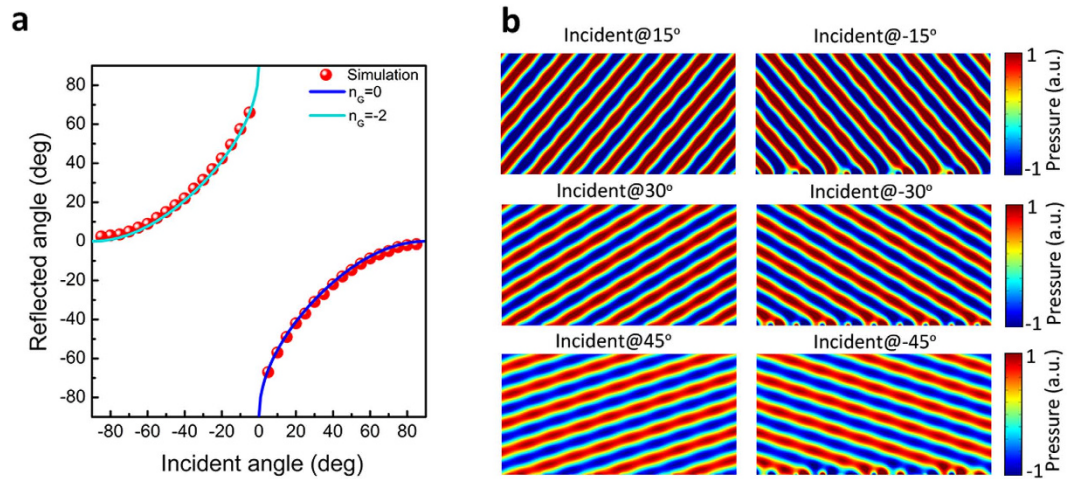 a
Reflected angle (deg)
80
60
40
20
0
-20
-40
-60
-80
-80 -60 -40 -20 0 20 40 60 80
Incident angle (deg)
Simulation
n_G=0
n_G=-2
b
Incident@15° Incident@-15°
1
Pressure (a.u.)
-1
Incident@30° Incident@-30°
1
Pressure (a.u.)
-1
Incident@45° Incident@-45°
1
Pressure (a.u.)
-1